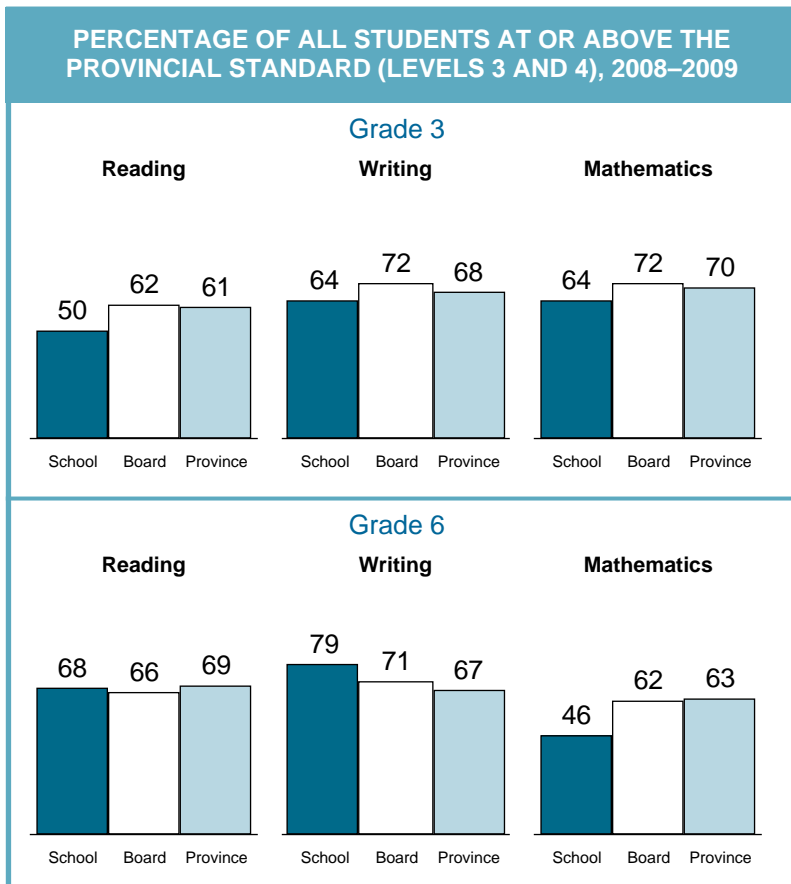 PERCENTAGE OF ALL STUDENTS AT OR ABOVE THE
PROVINCIAL STANDARD (LEVELS 3 AND 4), 2008–2009
Grade 3
Reading Writing Mathematics
50 62 61 64 72 68 64 72 70
School Board Province School Board Province School Board Province
Grade 6
Reading Writing Mathematics
68 66 69 79 71 67 46 62 63
School Board Province School Board Province School Board Province